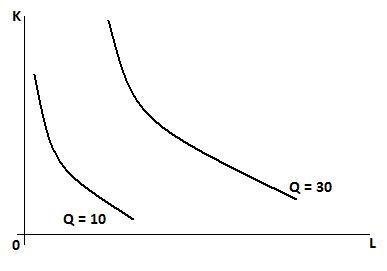 K
Q = 30
Q = 10
0
L